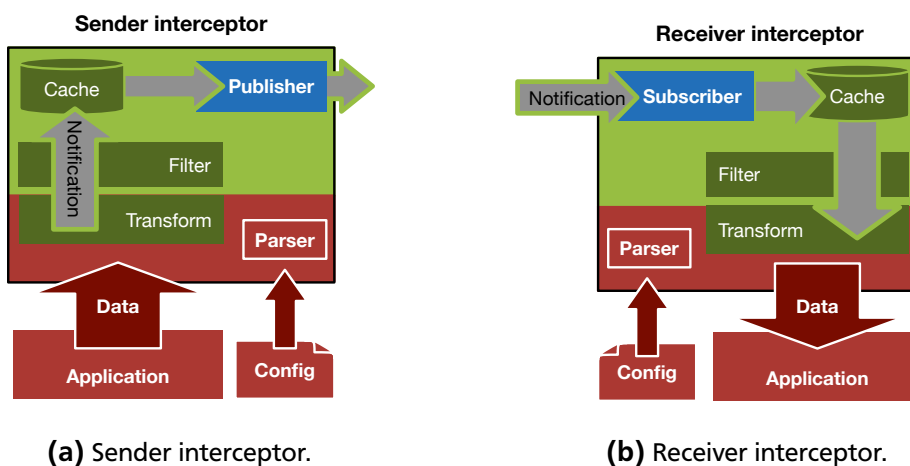 Sender interceptor
Cache
Publisher
Notification
Filter
Transform
Parser
Data
Application
Config
(a) Sender interceptor.
Receiver interceptor
Notification
Subscriber
Cache
Filter
Transform
Parser
Data
Config
Application
(b) Receiver interceptor.